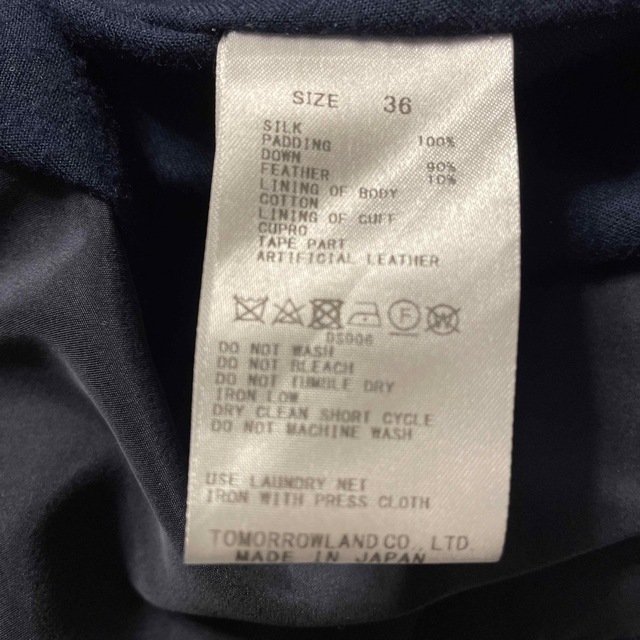 SIZE 36
SILK
PADDING 100%
DOWN
FEATHER 90%
LINING OF BODY 10%
COTTON
LINING OF CUFF
CUPRO
TAPE PART
ARTIFICIAL LEATHER
F W
DS006
DO NOT WASH
DO NOT BLEACH
DO NOT TUMBLE DRY
IRON LOW
DRY CLEAN SHORT CYCLE
DO NOT MACHINE WASH
USE LAUNDRY NET
IRON WITH PRESS CLOTH
TOMORROWLAND CO., LTD.
MADE IN JAPAN